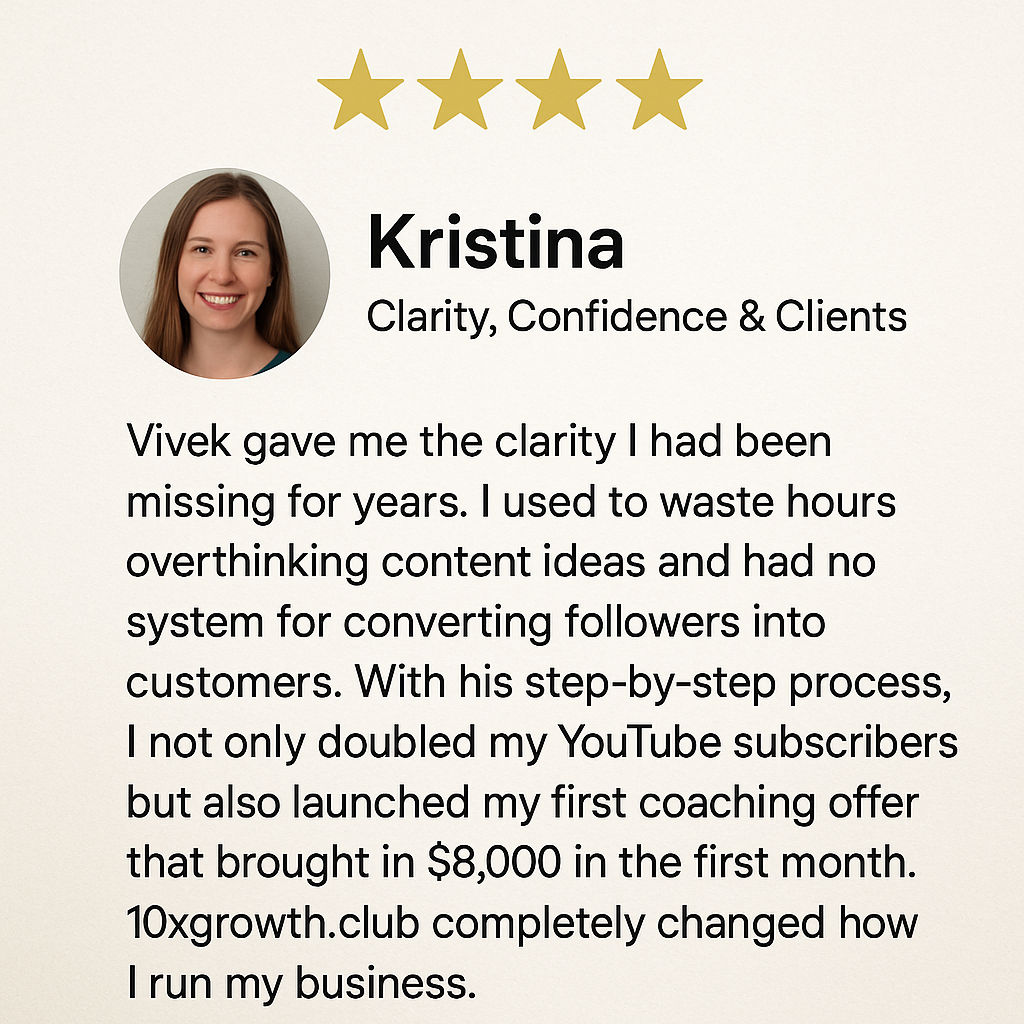 Kristina
Clarity, Confidence & Clients
Vivek gave me the clarity I had been
missing for years. I used to waste hours
overthinking content ideas and had no
system for converting followers into
customers. With his step-by-step process,
I not only doubled my YouTube subscribers
but also launched my first coaching offer
that brought in $8,000 in the first month.
10xgrowth.club completely changed how
I run my business.